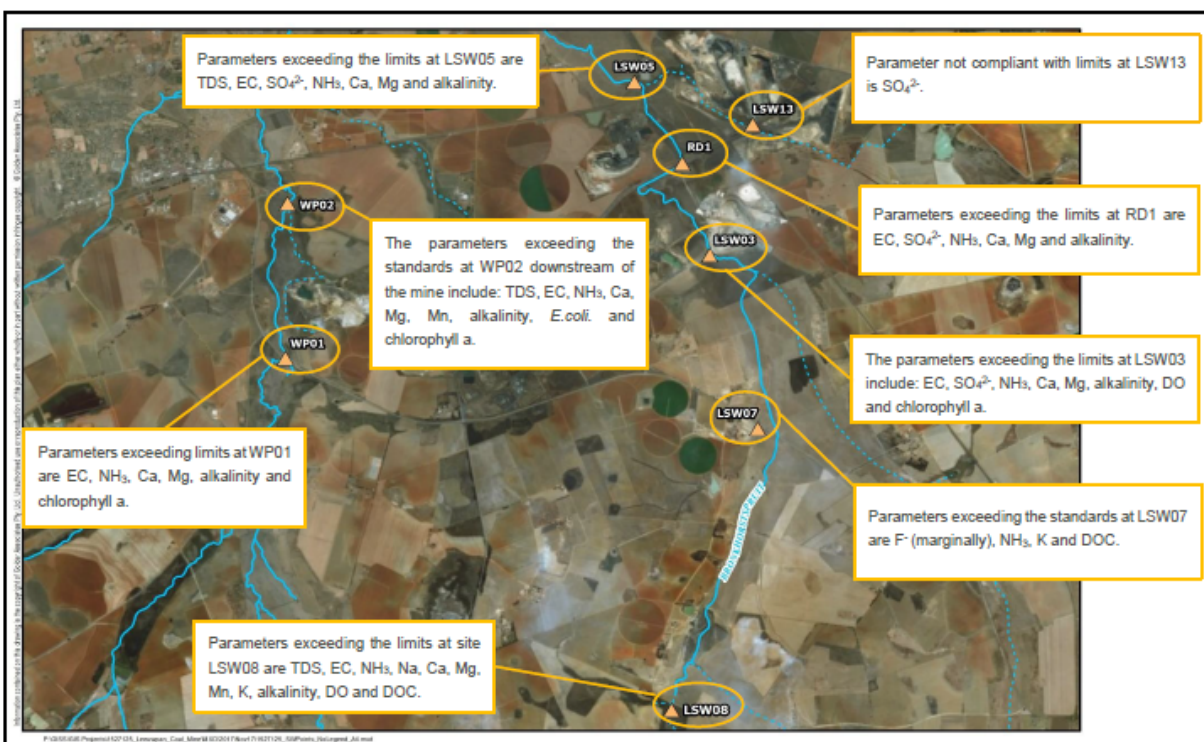 Parameters exceeding the limits at LSW05 are
TDS, EC, SO₄²⁻, NH₃, Ca, Mg and alkalinity.
LSW05
Parameter not compliant with limits at LSW13
is SO₄²⁻.
LSW13
RD1
Parameters exceeding the limits at RD1 are
EC, SO₄²⁻, NH₃, Ca, Mg and alkalinity.
WP02
The parameters exceeding the
standards at WP02 downstream of
the mine include: TDS, EC, NH₃, Ca,
Mg, Mn, alkalinity, E.coli. and
chlorophyll a.
LSW03
The parameters exceeding the limits at LSW03
include: EC, SO₄²⁻, NH₃, Ca, Mg, alkalinity, DO
and chlorophyll a.
WP01
Parameters exceeding limits at WP01
are EC, NH₃, Ca, Mg, alkalinity and
chlorophyll a.
LSW07
Parameters exceeding the standards at LSW07
are F⁻ (marginally), NH₃, K and DOC.
BRONKHORSTSPRUIT
Parameters exceeding the limits at site
LSW08 are TDS, EC, NH₃, Na, Ca, Mg,
Mn, K, alkalinity, DO and DOC.
LSW08